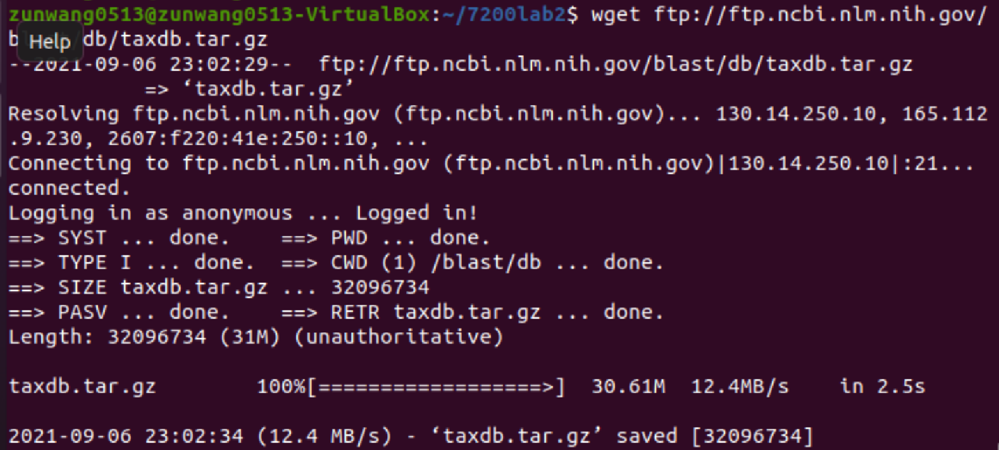 zunwang0513@zunwang0513-VirtualBox:~/7200lab2$ wget ftp://ftp.ncbi.nlm.nih.gov/
b Help /db/taxdb.tar.gz
--2021-09-06 23:02:29--  ftp://ftp.ncbi.nlm.nih.gov/blast/db/taxdb.tar.gz
           => ‘taxdb.tar.gz’
Resolving ftp.ncbi.nlm.nih.gov (ftp.ncbi.nlm.nih.gov)... 130.14.250.10, 165.112
.9.230, 2607:f220:41e:250::10, ...
Connecting to ftp.ncbi.nlm.nih.gov (ftp.ncbi.nlm.nih.gov)|130.14.250.10|:21...
connected.
Logging in as anonymous ... Logged in!
==> SYST ... done.    ==> PWD ... done.
==> TYPE I ... done.  ==> CWD (1) /blast/db ... done.
==> SIZE taxdb.tar.gz ... 32096734
==> PASV ... done.    ==> RETR taxdb.tar.gz ... done.
Length: 32096734 (31M) (unauthoritative)
taxdb.tar.gz        100%[==================>]  30.61M  12.4MB/s    in 2.5s
2021-09-06 23:02:34 (12.4 MB/s) - ‘taxdb.tar.gz’ saved [32096734]